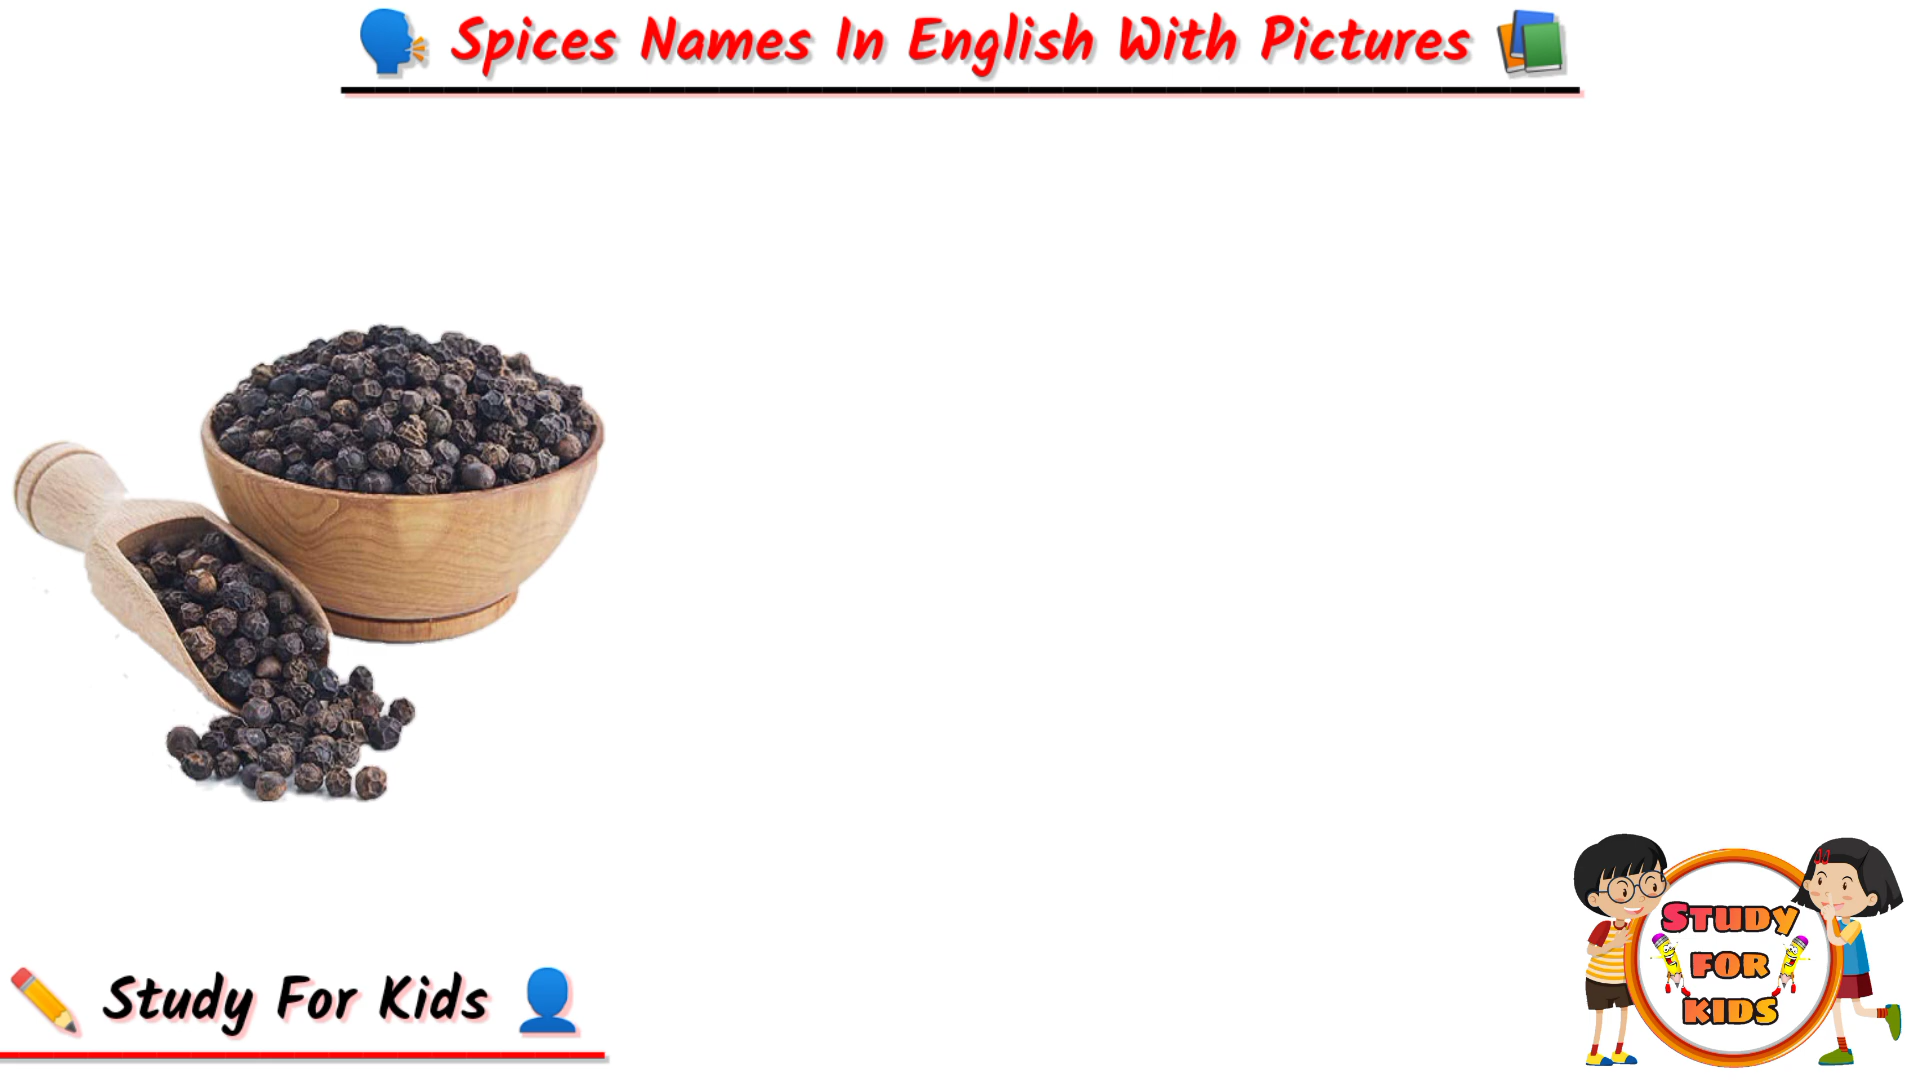 Spices Names In English With Pictures
Study For Kids
STUDY
FOR
KIDS